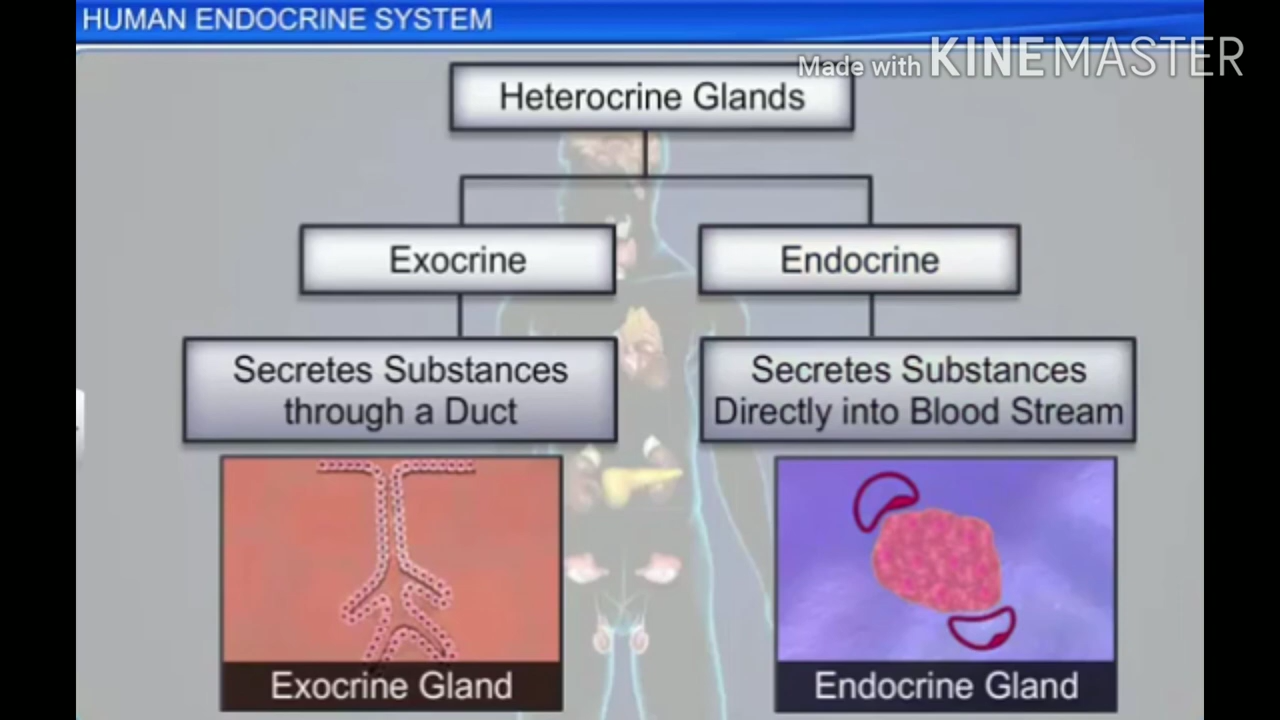 HUMAN ENDOCRINE SYSTEM
Made with KINEMASTER
Heterocrine Glands
Exocrine
Endocrine
Secretes Substances
through a Duct
Secretes Substances
Directly into Blood Stream
Exocrine Gland
Endocrine Gland